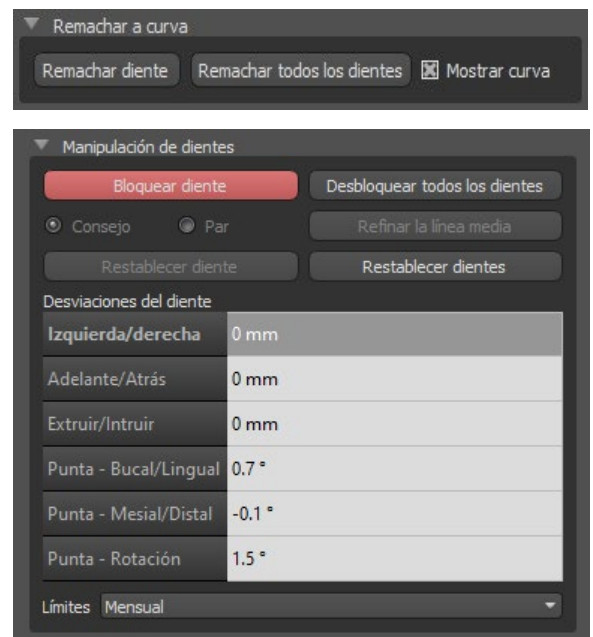 Remachar a curva
Remachar diente Remachar todos los dientes Mostrar curva
Manipulación de dientes
Bloquear diente Desbloquear todos los dientes
Consejo Par Refinar la línea media
Restablecer diente Restablecer dientes
Desviaciones del diente
Izquierda/derecha 0 mm
Adelante/Atrás 0 mm
Extruir/Intruir 0 mm
Punta - Bucal/Lingual 0.7 °
Punta - Mesial/Distal -0.1 °
Punta - Rotación 1.5 °
Límites Mensual